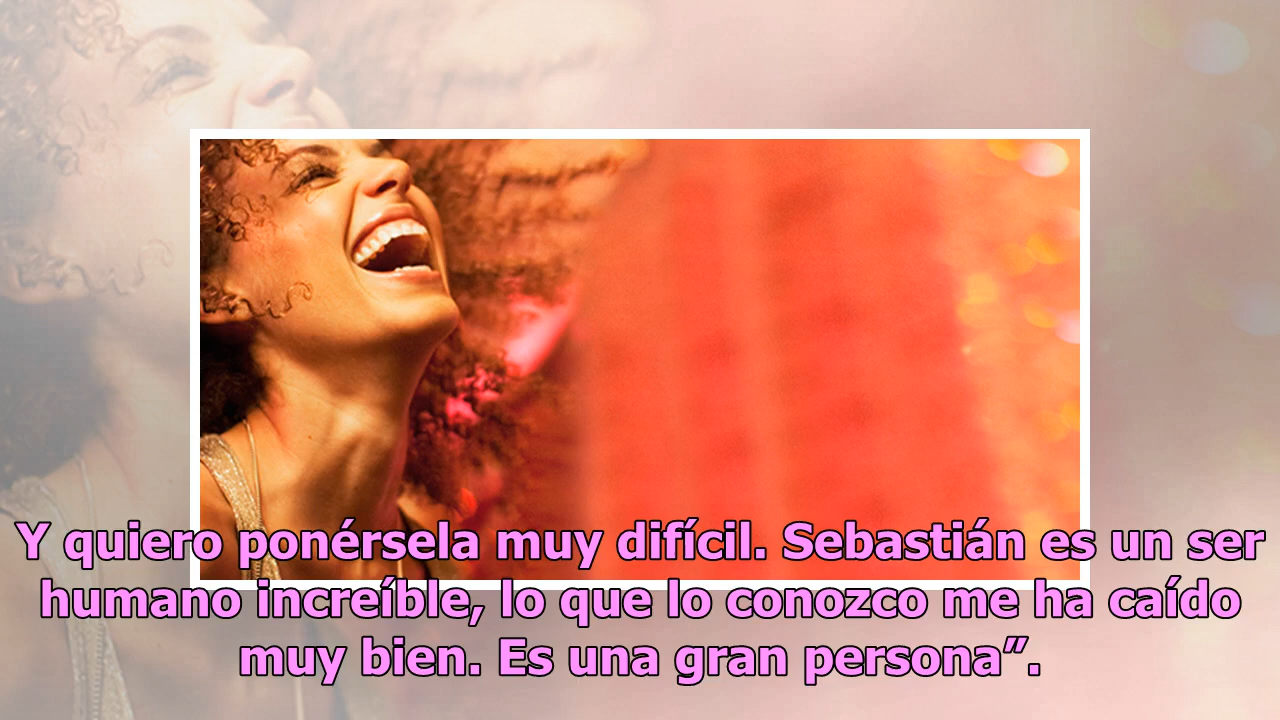 Y quiero ponérsela muy difícil. Sebastián es un ser
humano increíble, lo que lo conozco me ha caído
muy bien. Es una gran persona”.